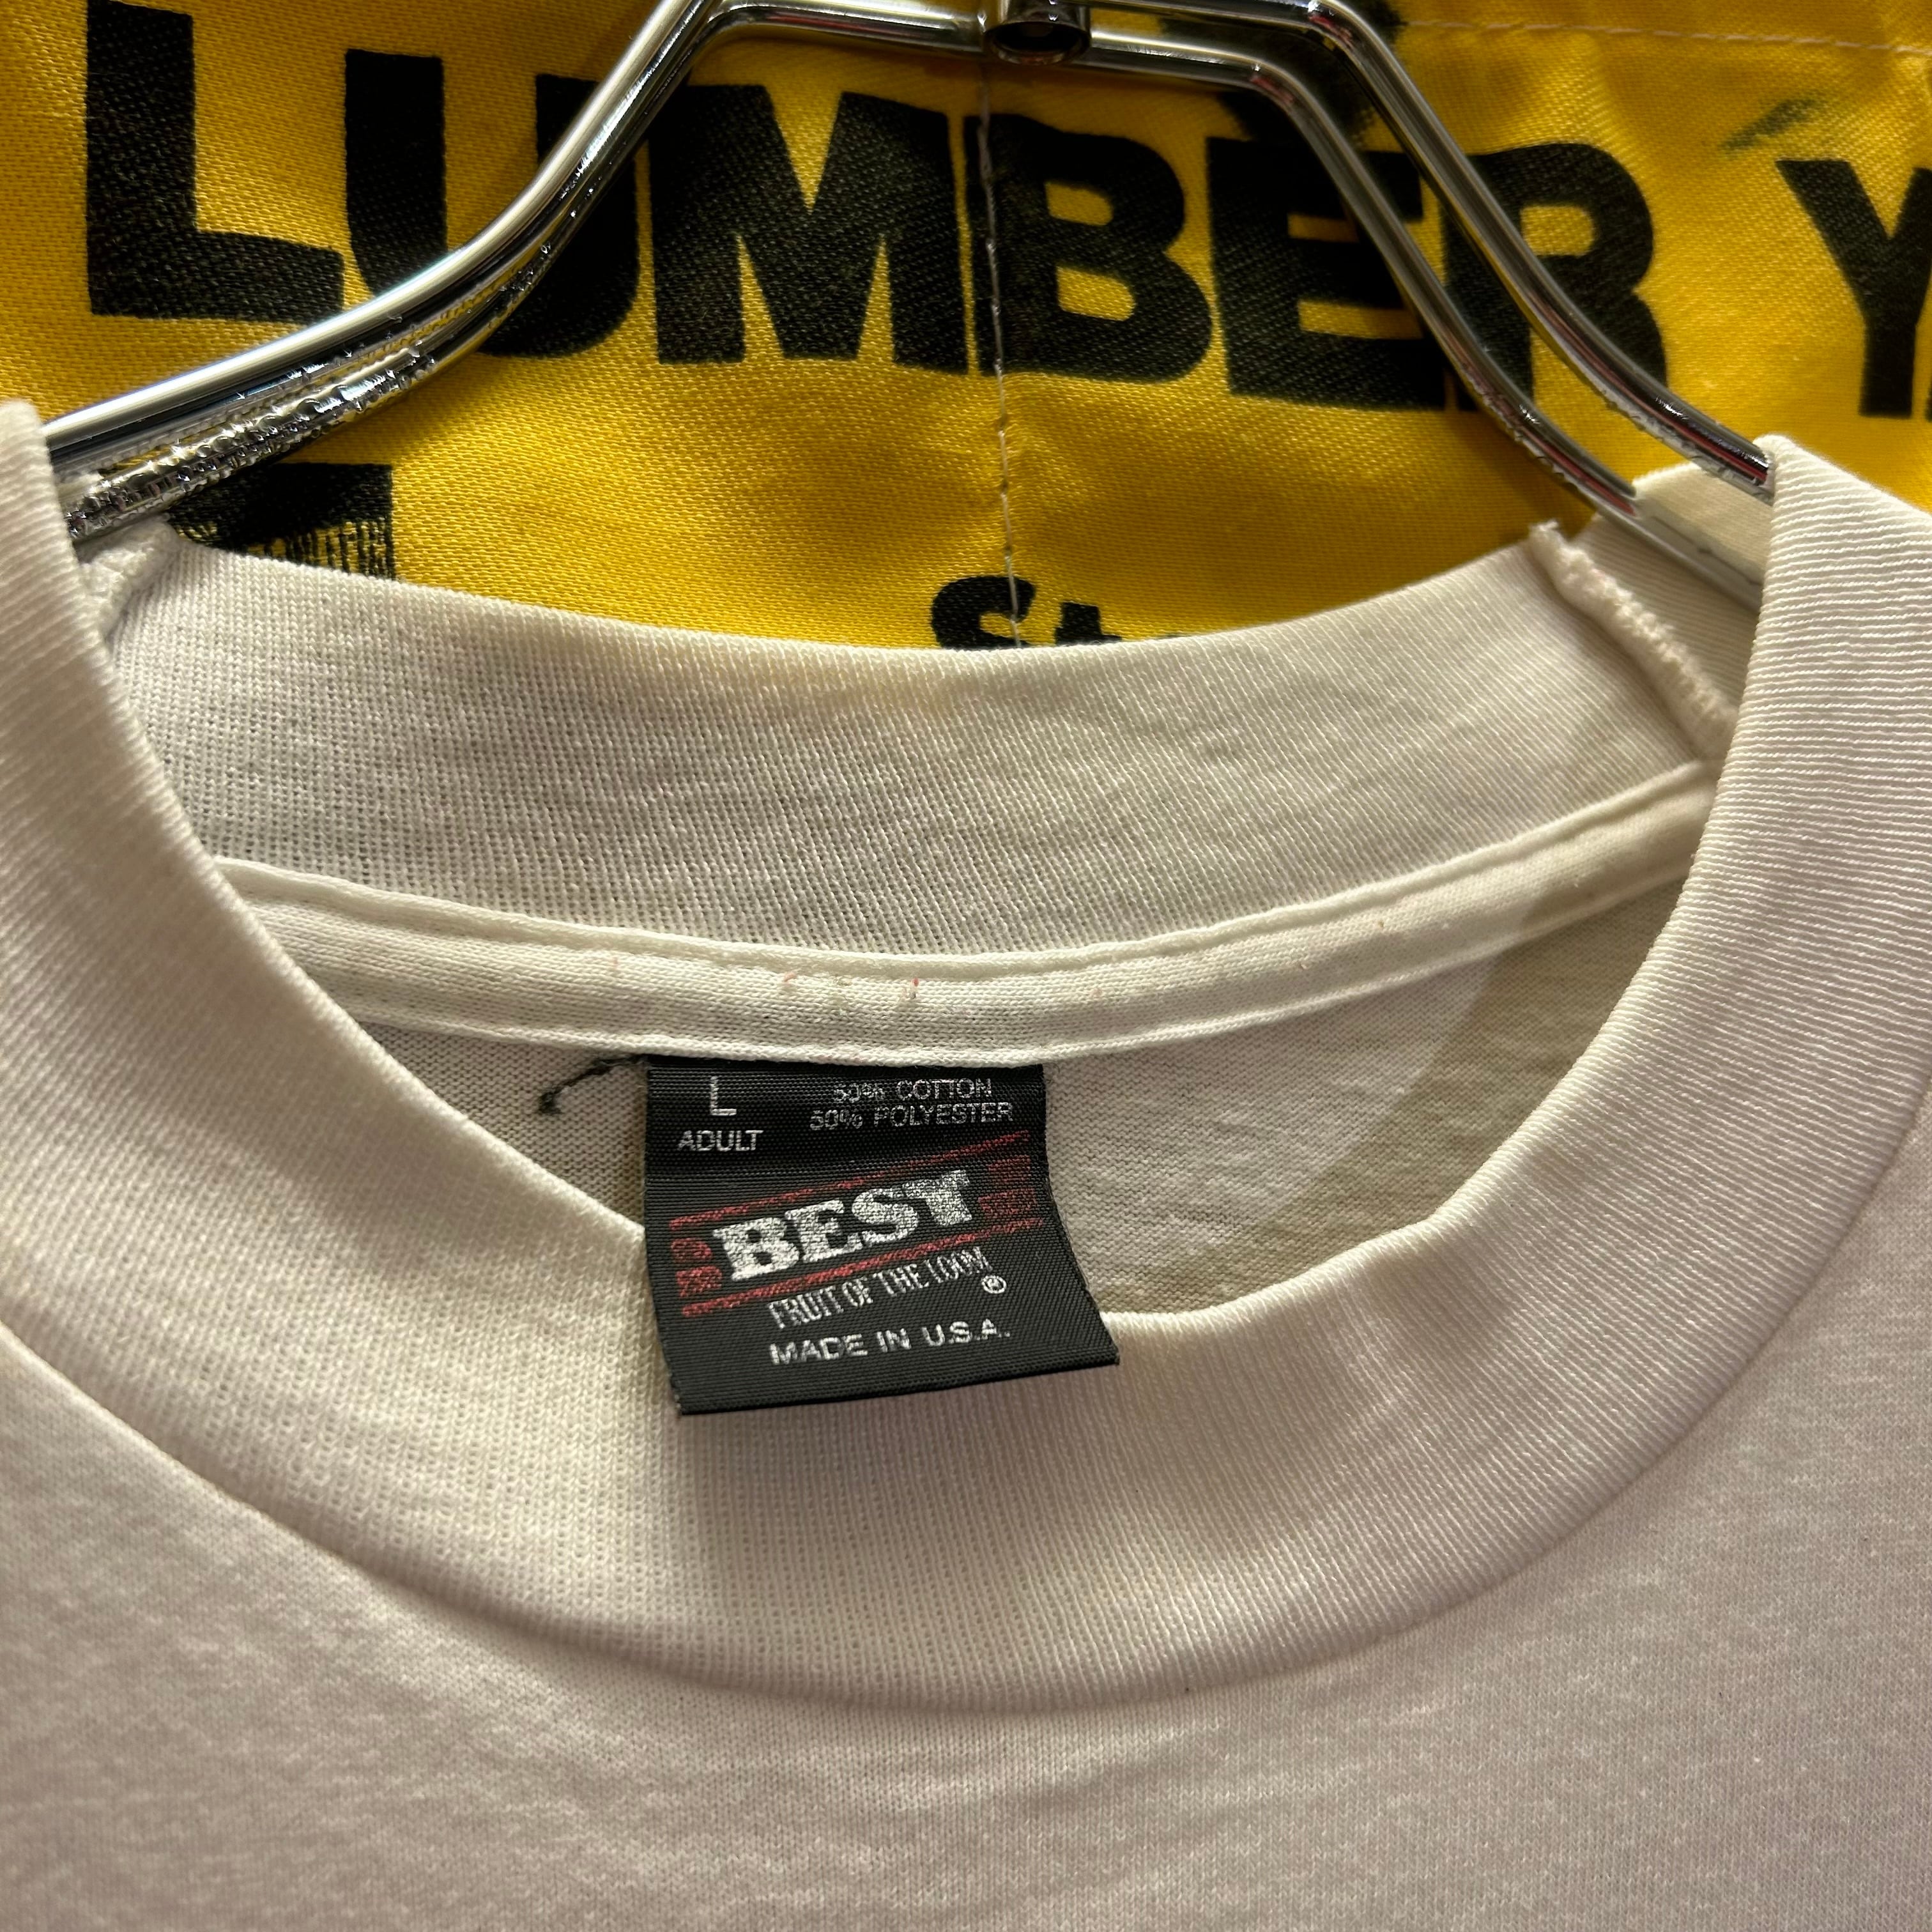 LUMBER
L
50% COTTON
50% POLYESTER
ADULT
BEST
FRUIT OF THE LOOM®
MADE IN U.S.A.